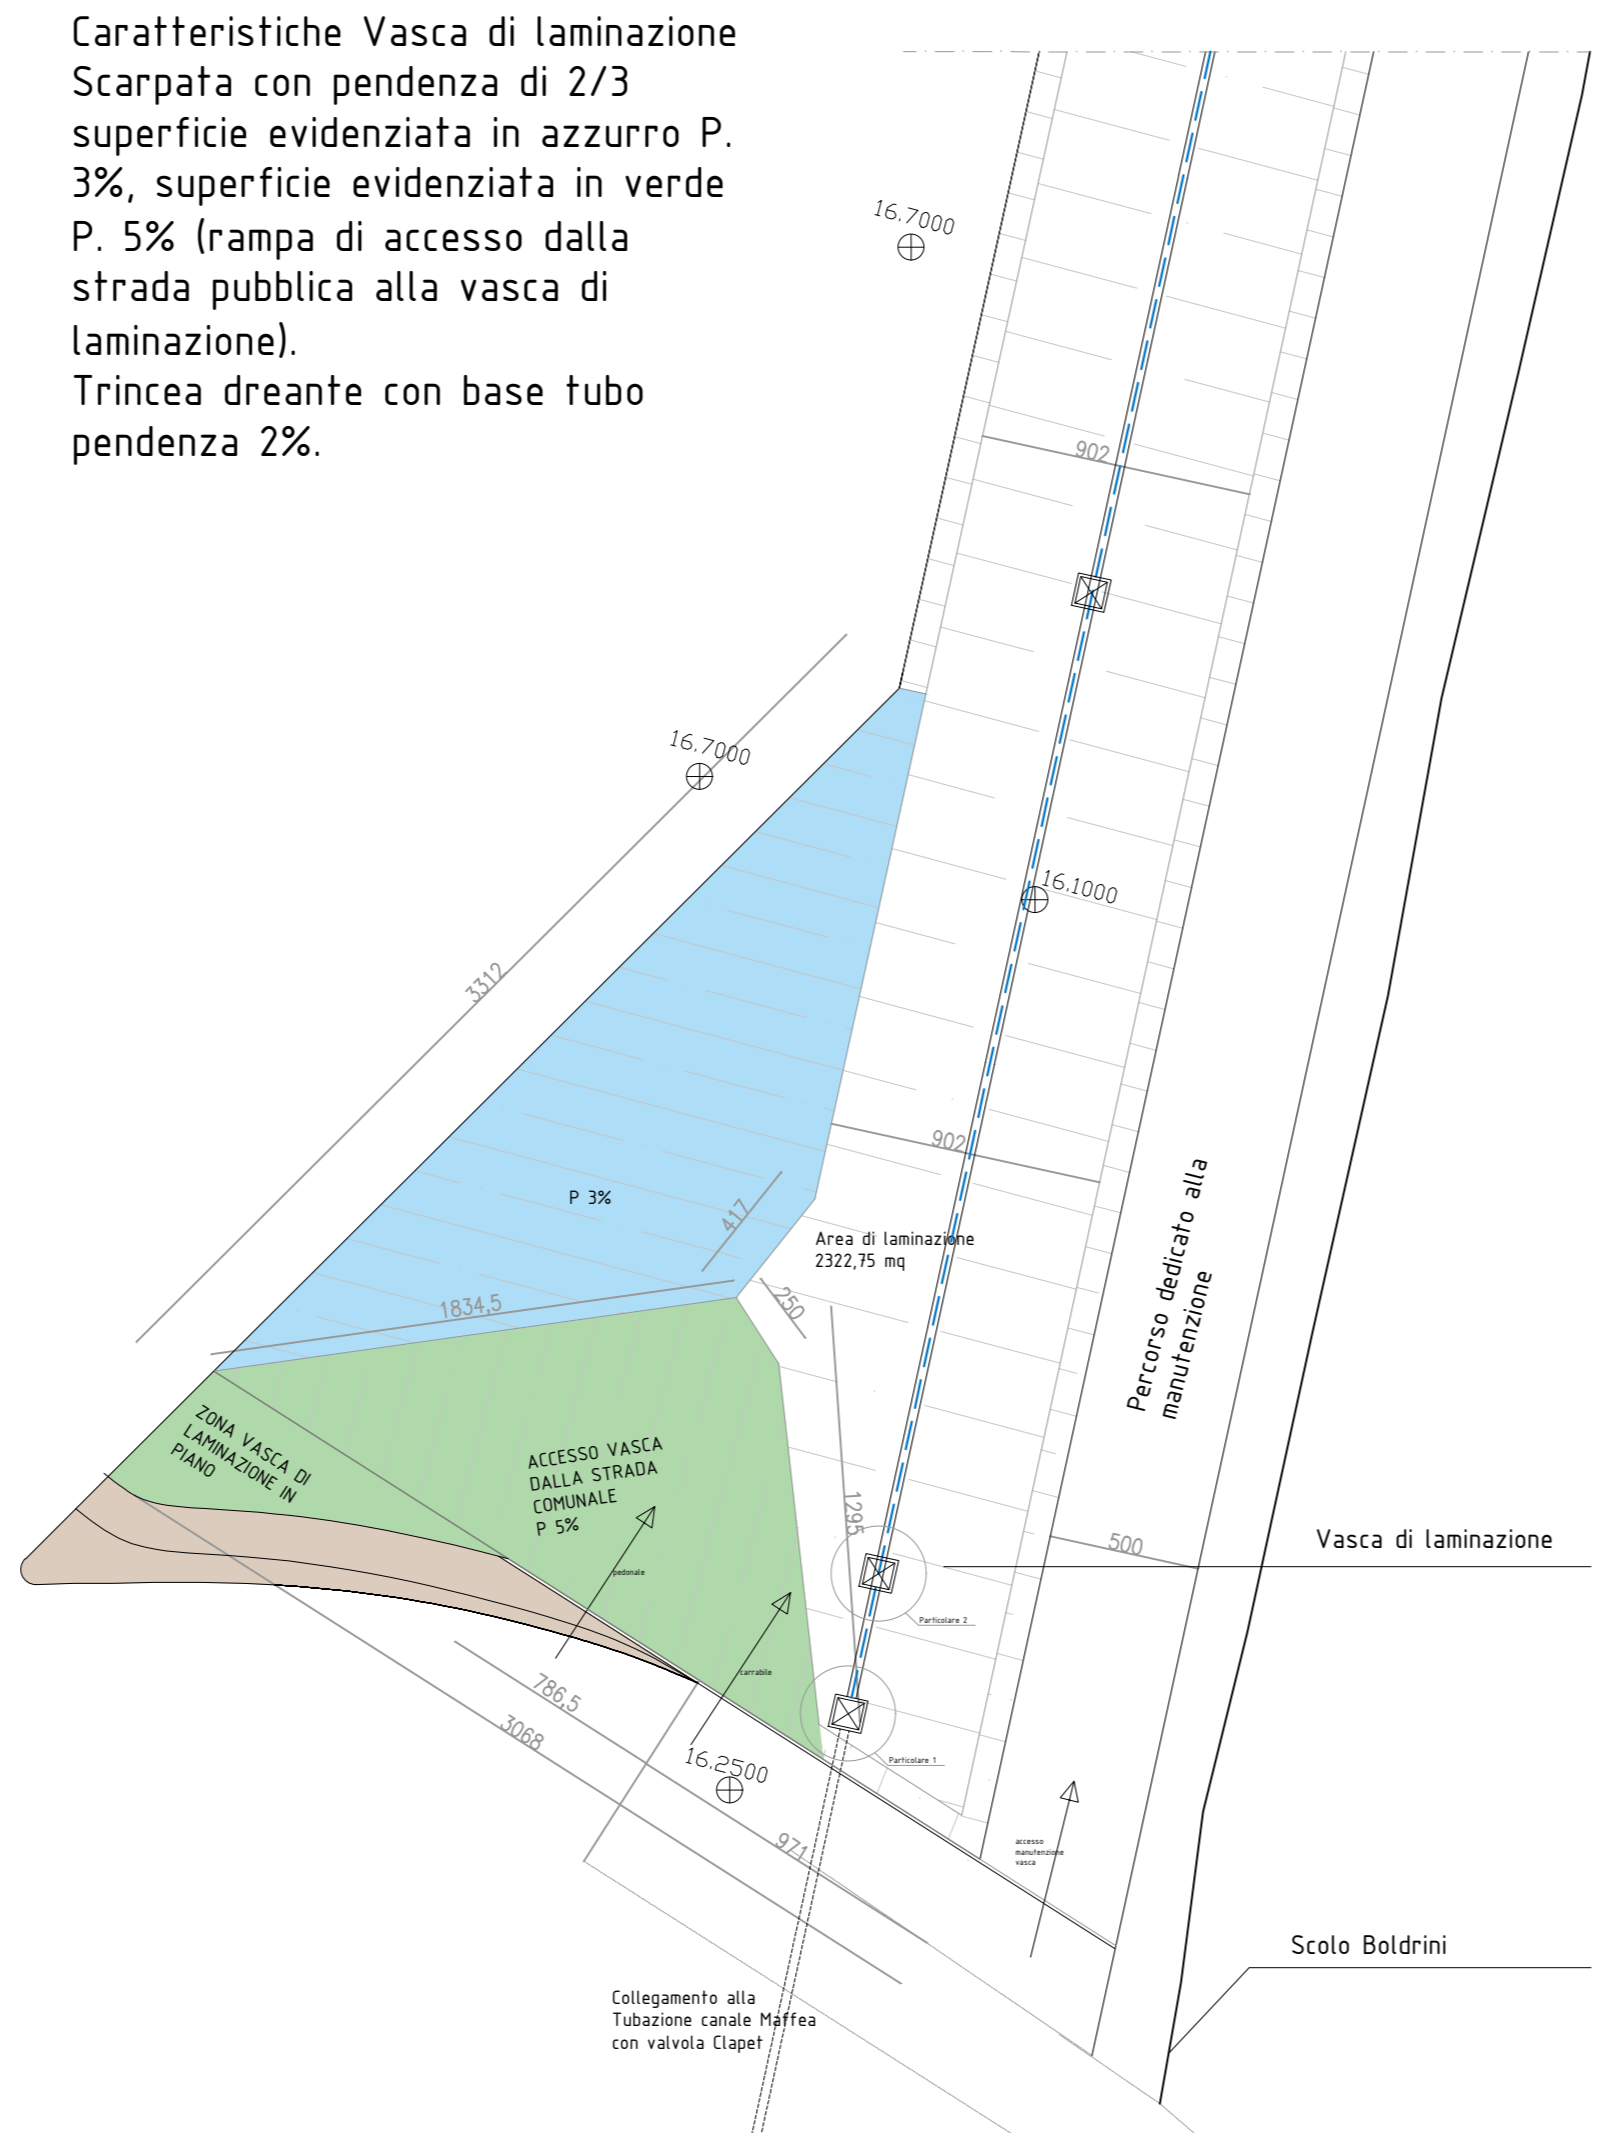 Caratteristiche Vasca di laminazione
Scarpata con pendenza di 2/3
superficie evidenziata in azzurro P.
3%, superficie evidenziata in verde
P. 5% (rampa di accesso dalla
strada pubblica alla vasca di
laminazione).
Trincea dreante con base tubo
pendenza 2%.
16.7000
902
16.7000
16.1000
3312
902
P 3%
417
Area di laminazione
2322,75 mq
Percorso dedicato alla
manutenzione
250
1834,5
ZONA VASCA DI
LAMINAZIONE IN
PIANO
ACCESSO VASCA
DALLA STRADA
COMUNALE
P 5%
1295
500
Vasca di laminazione
pedonale
Particolare 2
carrabile
786,5
3068
16.2500
Particolare 1
971
accesso
manutenzione
vasca
Scolo Boldrini
Collegamento alla
Tubazione canale Maffea
con valvola Clapet